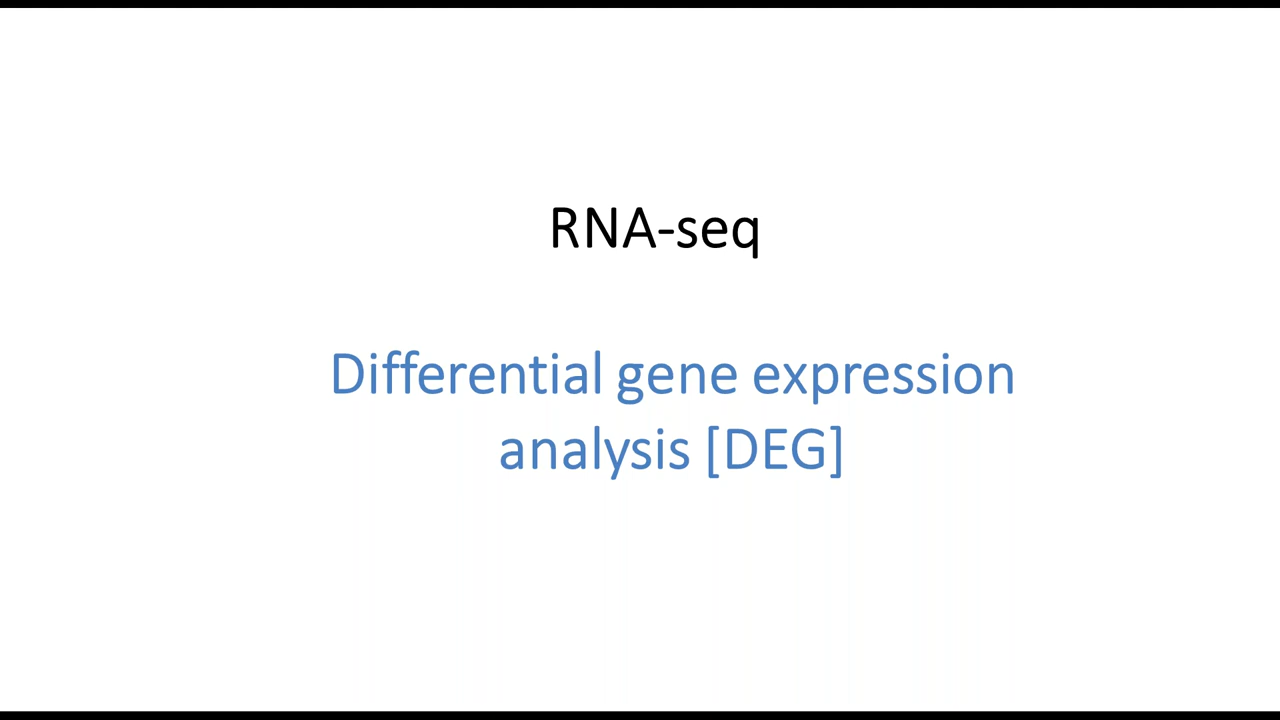 RNA-seq
Differential gene expression
analysis [DEG]